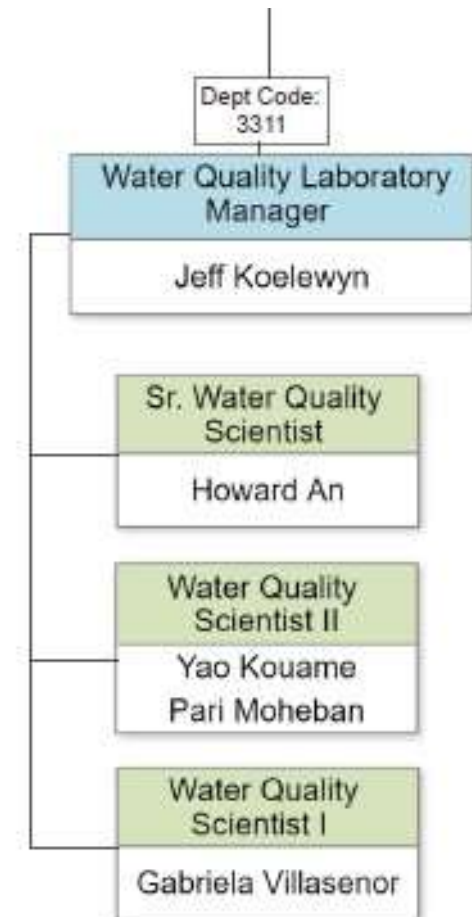 Dept Code:
3311
Water Quality Laboratory
Manager
Jeff Koelewyn
Sr. Water Quality
Scientist
Howard An
Water Quality
Scientist II
Yao Kouame
Pari Moheban
Water Quality
Scientist I
Gabriela Villasenor